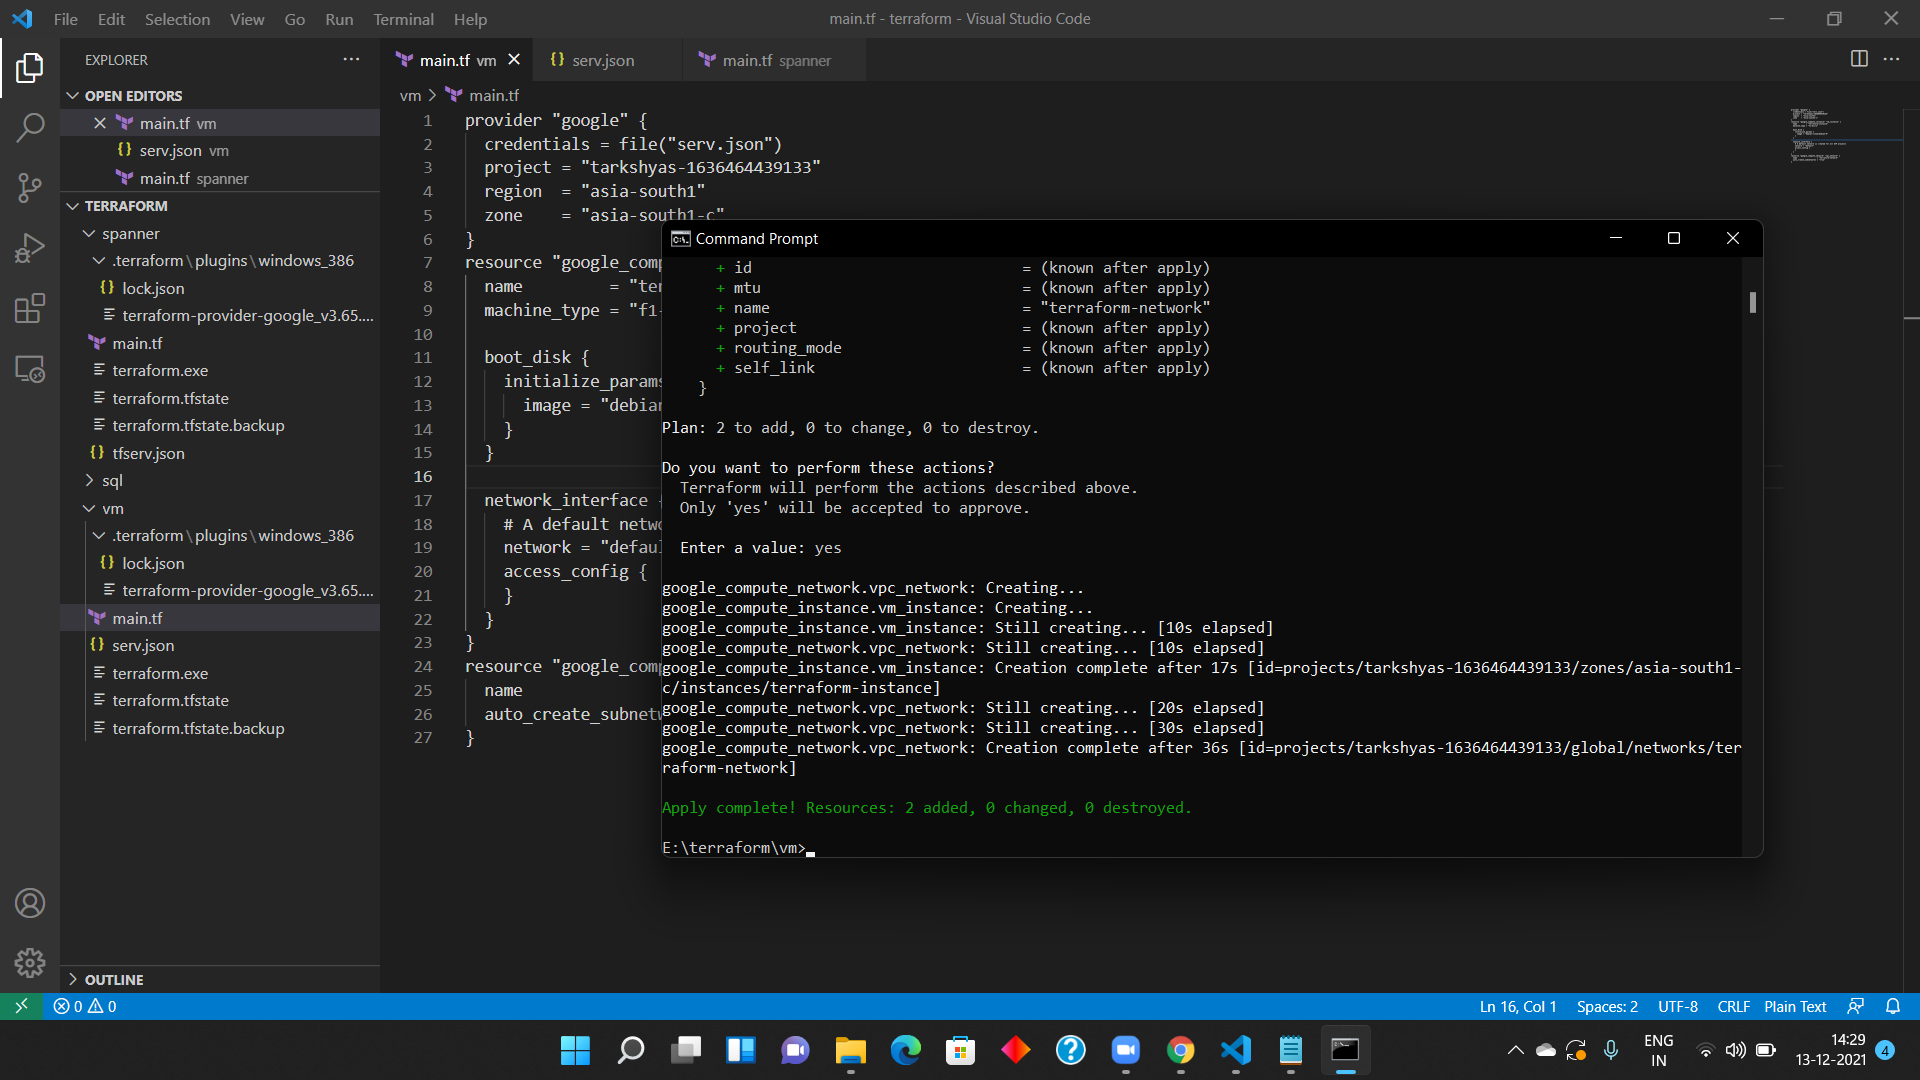 File Edit Selection View Go Run Terminal Help
main.tf - terraform - Visual Studio Code
EXPLORER
OPEN EDITORS
main.tf vm
serv.json vm
main.tf spanner
TERRAFORM
spanner
.terraform\plugins\windows_386
lock.json
terraform-provider-google_v3.65....
main.tf
terraform.exe
terraform.tfstate
terraform.tfstate.backup
tfserv.json
sql
vm
.terraform\plugins\windows_386
lock.json
terraform-provider-google_v3.65....
main.tf
serv.json
terraform.exe
terraform.tfstate
terraform.tfstate.backup
OUTLINE
main.tf vm
serv.json
main.tf spanner
vm > main.tf
1 provider "google" {
2 credentials = file("serv.json")
3 project = "tarkshyas-1636464439133"
4 region = "asia-south1"
5 zone = "asia-south1-c"
6 }
7 resource "google_comp
8 name = "ter
9 machine_type = "f1-
10
11 boot_disk {
12 initialize_params
13 image = "debian
14 }
15 }
16
17 network_interface {
18 # A default netwo
19 network = "defaul
20 access_config {
21 }
22 }
23 }
24 resource "google_comp
25 name
26 auto_create_subnetw
27 }
Command Prompt
+ id = (known after apply)
+ mtu = (known after apply)
+ name = "terraform-network"
+ project = (known after apply)
+ routing_mode = (known after apply)
+ self_link = (known after apply)
}
Plan: 2 to add, 0 to change, 0 to destroy.
Do you want to perform these actions?
Terraform will perform the actions described above.
Only 'yes' will be accepted to approve.
Enter a value: yes
google_compute_network.vpc_network: Creating...
google_compute_instance.vm_instance: Creating...
google_compute_instance.vm_instance: Still creating... [10s elapsed]
google_compute_network.vpc_network: Still creating... [10s elapsed]
google_compute_instance.vm_instance: Creation complete after 17s [id=projects/tarkshyas-1636464439133/zones/asia-south1-
c/instances/terraform-instance]
google_compute_network.vpc_network: Still creating... [20s elapsed]
google_compute_network.vpc_network: Still creating... [30s elapsed]
google_compute_network.vpc_network: Creation complete after 36s [id=projects/tarkshyas-1636464439133/global/networks/ter
raform-network]
Apply complete! Resources: 2 added, 0 changed, 0 destroyed.
E:\terraform\vm>
0 0
Ln 16, Col 1 Spaces: 2 UTF-8 CRLF Plain Text
ENG
IN
14:29
13-12-2021
4